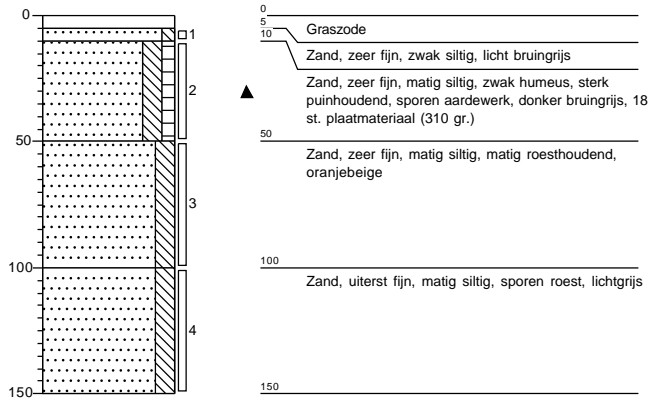 0
50
100
150
1
2
3
4
0
5
Graszode
10
Zand, zeer fijn, zwak siltig, licht bruingrijs
Zand, zeer fijn, matig siltig, zwak humeus, sterk
puinhoudend, sporen aardewerk, donker bruingrijs, 18
st. plaatmateriaal (310 gr.)
50
Zand, zeer fijn, matig siltig, matig roesthoudend,
oranjebeige
100
Zand, uiterst fijn, matig siltig, sporen roest, lichtgrijs
150